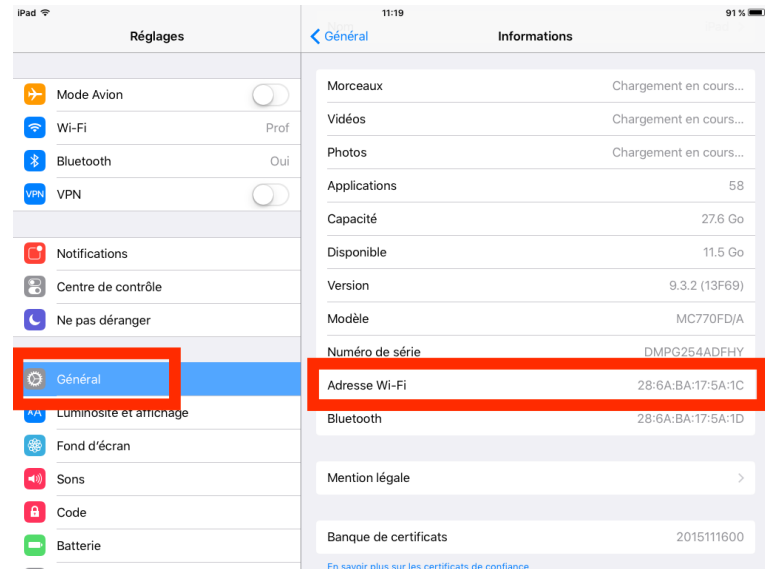 iPad 11:19 91 %
Réglages
Mode Avion
Wi-Fi Prof
Bluetooth Oui
VPN VPN
Notifications
Centre de contrôle
Ne pas déranger
Général
AA Luminosité et affichage
Fond d'écran
Sons
Code
Batterie
Général Informations
Nom
Morceaux Chargement en cours...
Vidéos Chargement en cours...
Photos Chargement en cours...
Applications 58
Capacité 27.6 Go
Disponible 11.5 Go
Version 9.3.2 (13F69)
Modèle MC770FD/A
Numéro de série DMPG254ADFHY
Adresse Wi-Fi 28:6A:BA:17:5A:1C
Bluetooth 28:6A:BA:17:5A:1D
Mention légale
Banque de certificats 2015111600
En savoir plus sur les certificats de confiance